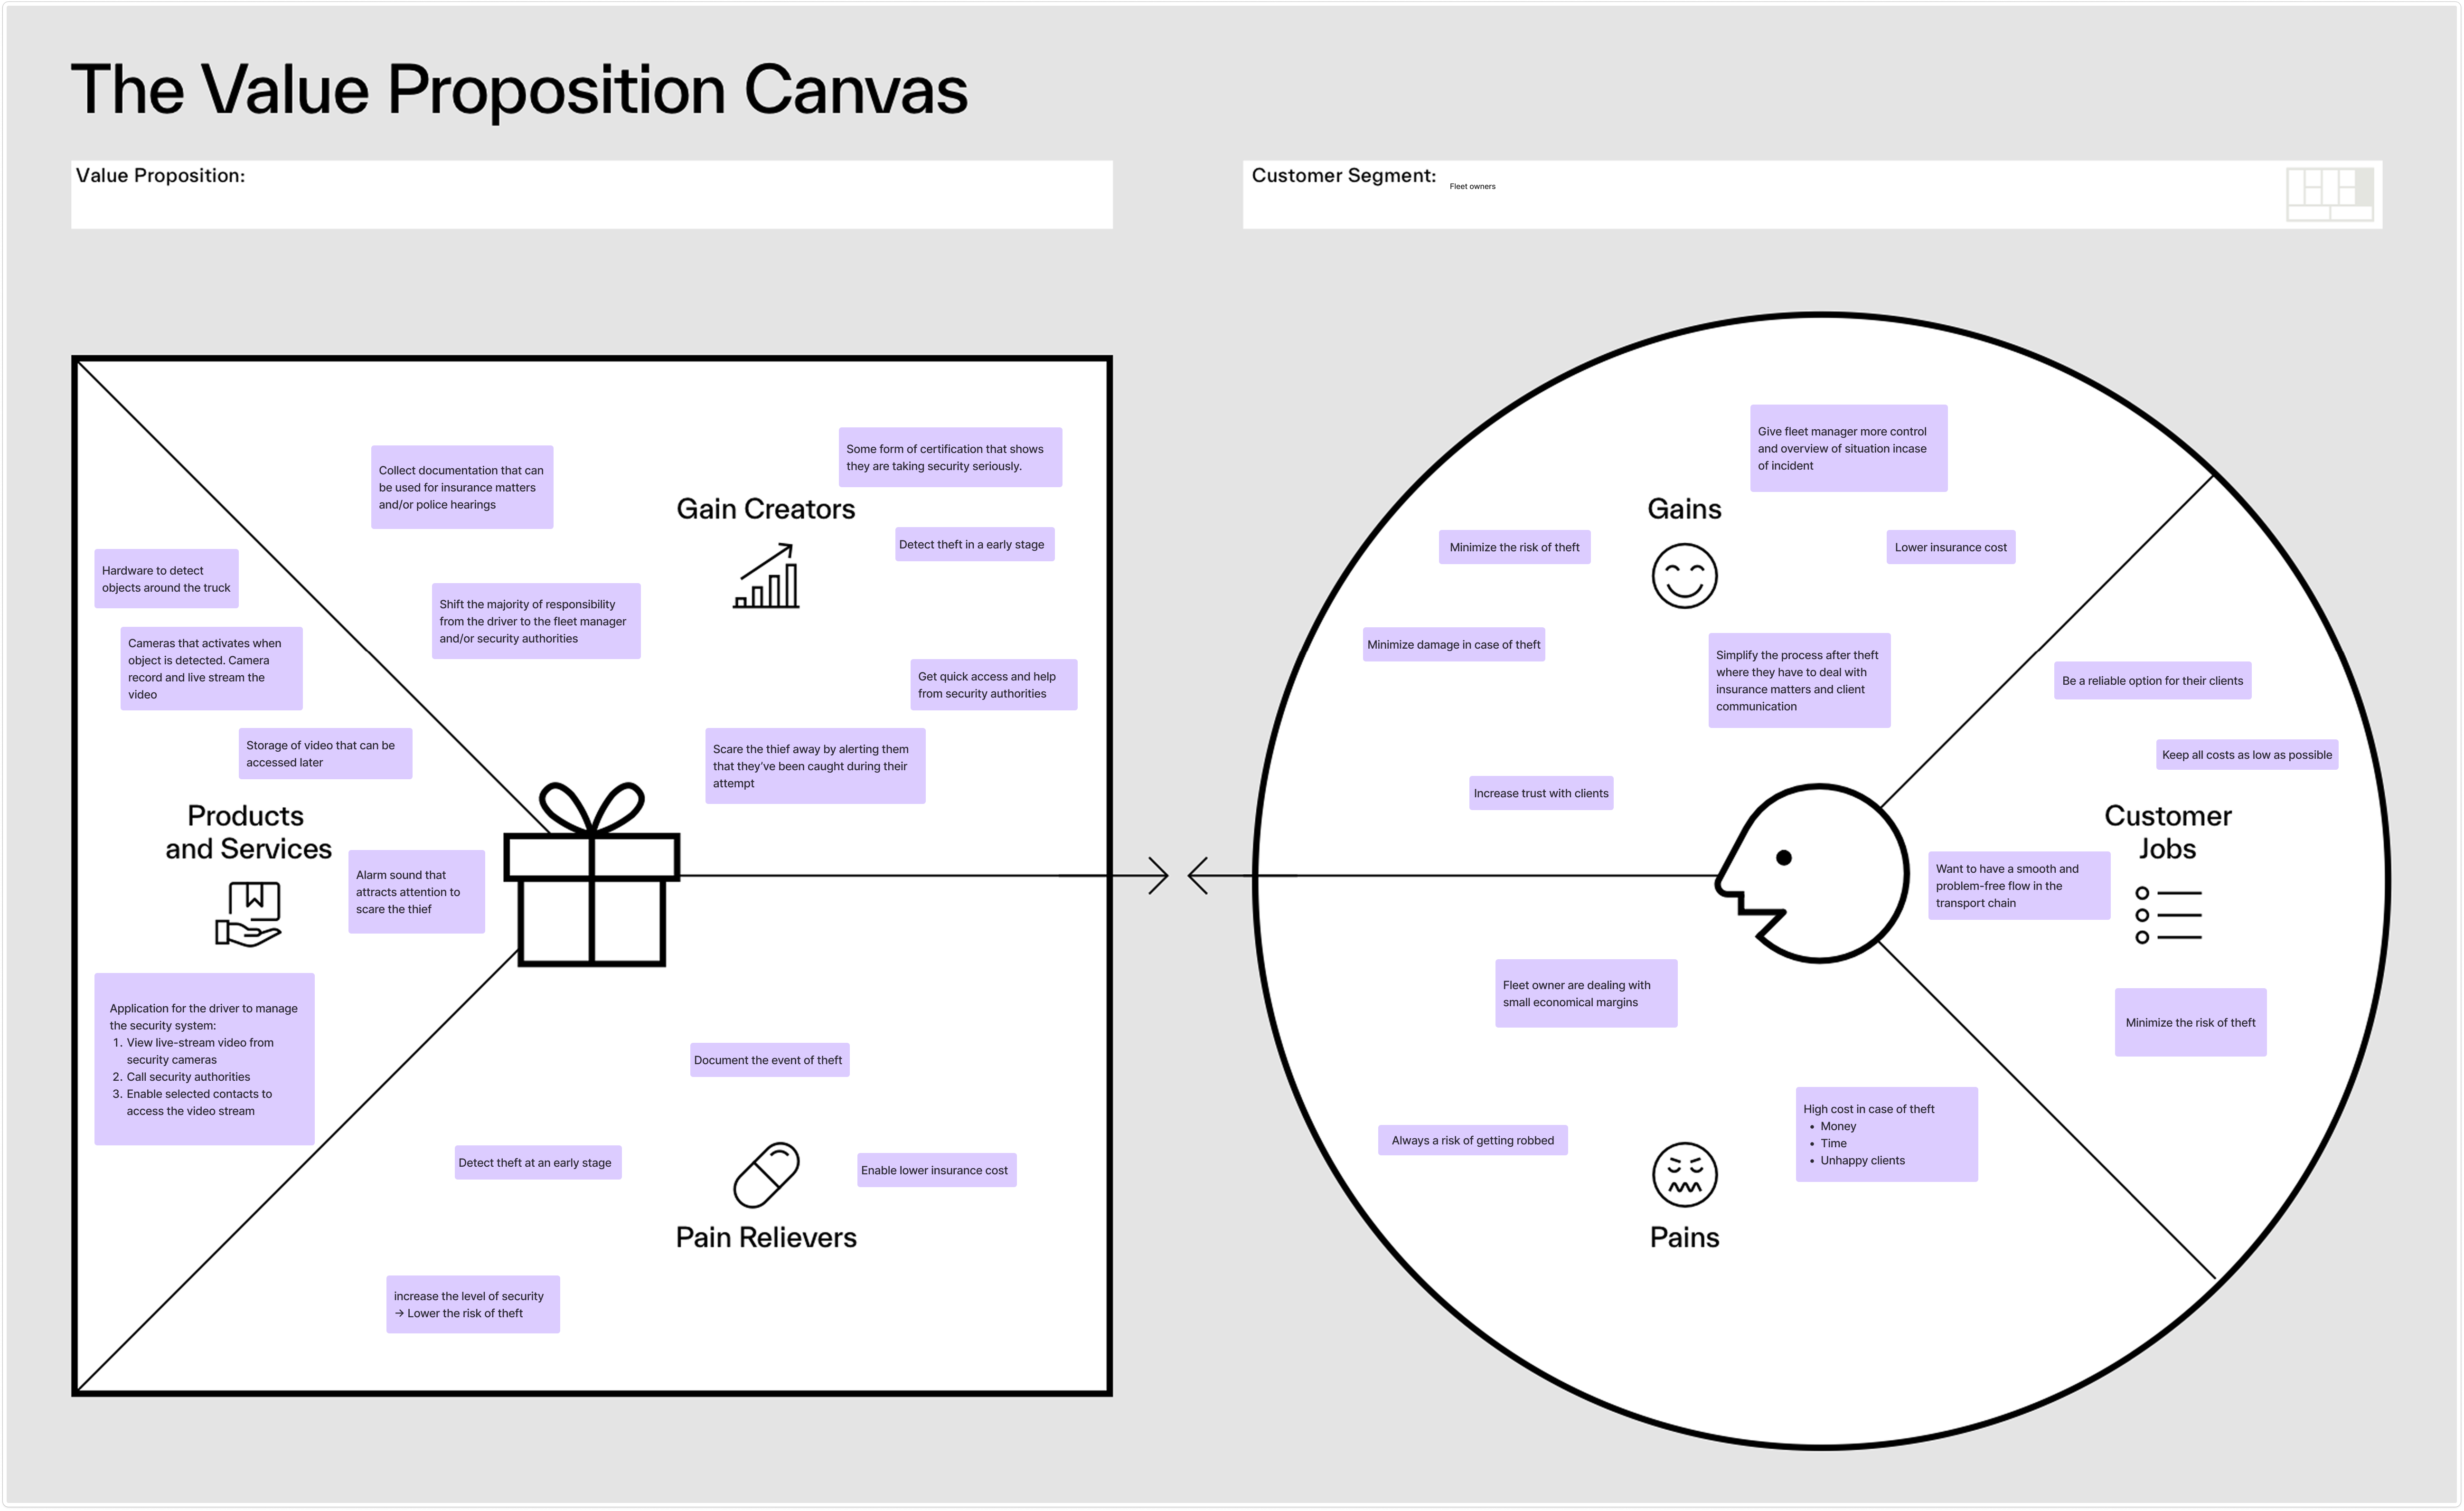 The Value Proposition Canvas
Value Proposition:
Customer Segment:
Fleet owners
Collect documentation that can
be used for insurance matters
and/or police hearings
Some form of certification that shows
they are taking security seriously.
Gain Creators
Detect theft in a early stage
Hardware to detect
objects around the truck
Shift the majority of responsibility
from the driver to the fleet manager
and/or security authorities
Cameras that activates when
object is detected. Camera
record and live stream the
video
Get quick access and help
from security authorities
Storage of video that can be
accessed later
Scare the thief away by alerting them
that they've been caught during their
attempt
Products
and Services
Alarm sound that
attracts attention to
scare the thief
Application for the driver to manage
the security system:
1. View live-stream video from
security cameras
2. Call security authorities
3. Enable selected contacts to
access the video stream
Document the event of theft
Detect theft at an early stage
Enable lower insurance cost
Pain Relievers
increase the level of security
→ Lower the risk of theft
Give fleet manager more control
and overview of situation incase
of incident
Gains
Minimize the risk of theft
Lower insurance cost
Minimize damage in case of theft
Simplify the process after theft
where they have to deal with
insurance matters and client
communication
Increase trust with clients
Be a reliable option for their clients
Keep all costs as low as possible
Customer
Jobs
Want to have a smooth and
problem-free flow in the
transport chain
Minimize the risk of theft
Fleet owner are dealing with
small economical margins
High cost in case of theft
• Money
• Time
• Unhappy clients
Always a risk of getting robbed
Pains